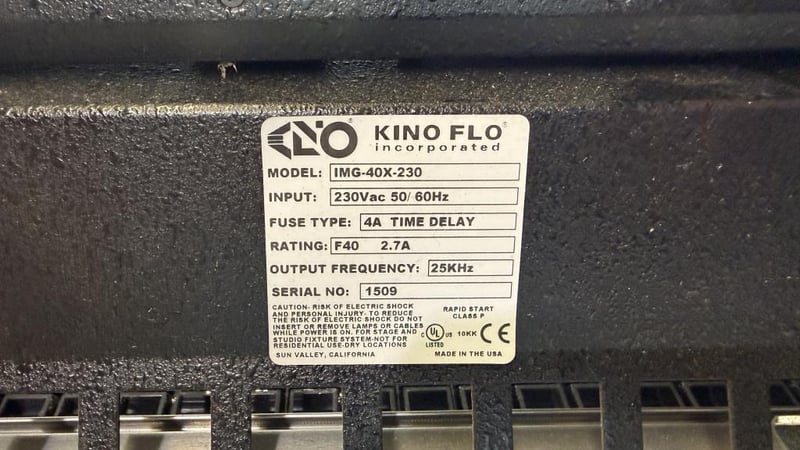 KINO FLO®
incorporated
MODEL: IMG-40X-230
INPUT: 230Vac 50/ 60Hz
FUSE TYPE: 4A TIME DELAY
RATING: F40 2.7A
OUTPUT FREQUENCY: 25KHz
SERIAL NO: 1509
CAUTION- RISK OF ELECTRIC SHOCK
AND PERSONAL INJURY- TO REDUCE
THE RISK OF ELECTRIC SHOCK DO NOT
INSERT OR REMOVE LAMPS OR CABLES
WHILE POWER IS ON. FOR STAGE AND
STUDIO FIXTURE SYSTEM-NOT FOR
RESIDENTIAL USE-DRY LOCATIONS
SUN VALLEY, CALIFORNIA
RAPID START
CLASS P
C UL US 10KK CE
LISTED
MADE IN THE USA